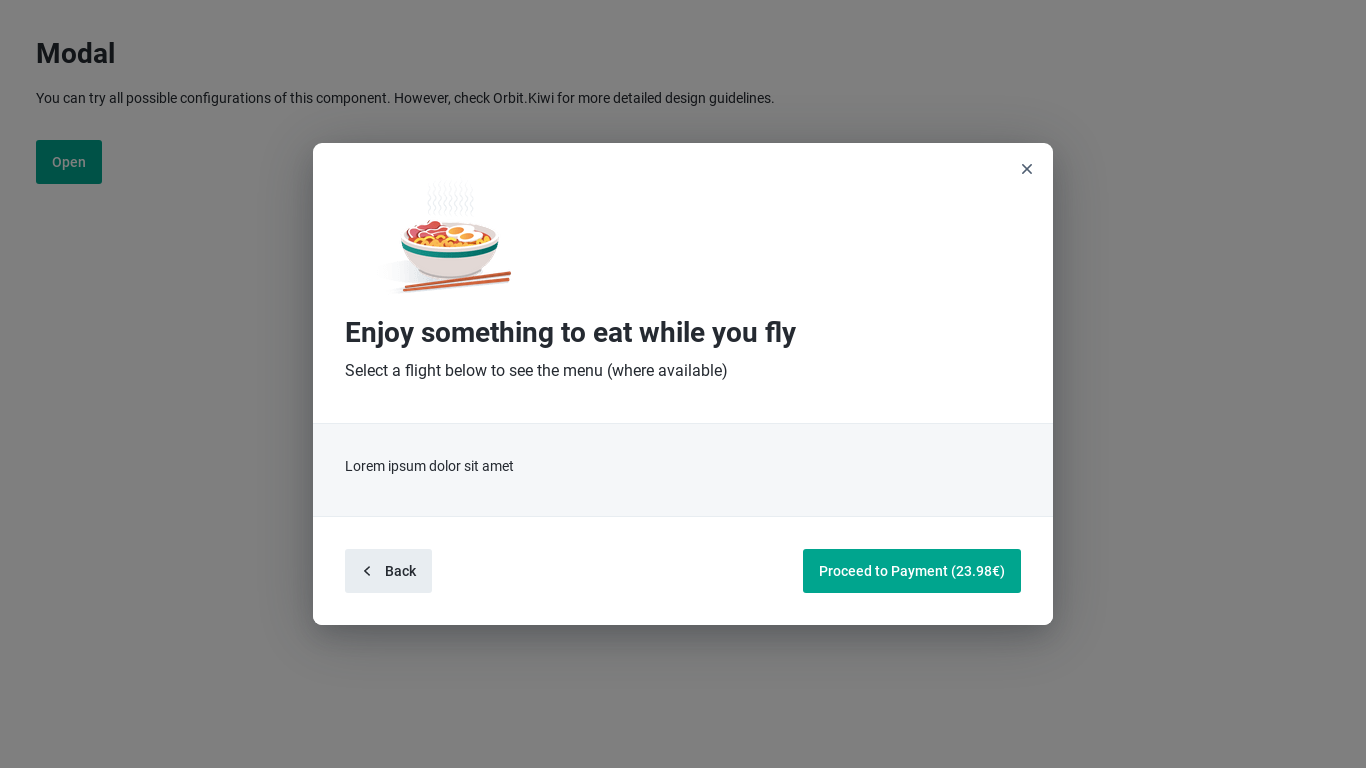 Modal
You can try all possible configurations of this component. However, check Orbit.Kiwi for more detailed design guidelines.
Open
Enjoy something to eat while you fly
Select a flight below to see the menu (where available)
Lorem ipsum dolor sit amet
Back
Proceed to Payment (23.98€)